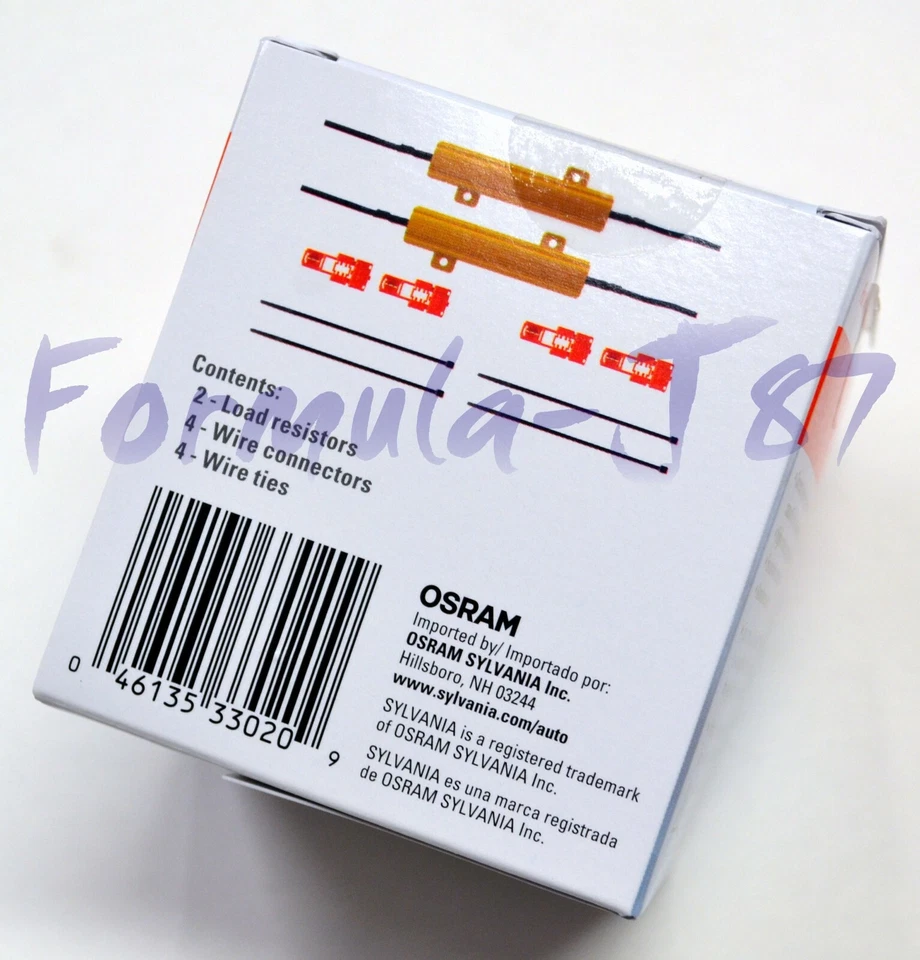 Formula-J87
Contents:
2 - Load resistors
4 - Wire connectors
4 - Wire ties
0 46135 33020 9
OSRAM
Imported by/ Importado por:
OSRAM SYLVANIA Inc.
Hillsboro, NH 03244
www.sylvania.com/auto
SYLVANIA is a registered trademark
of OSRAM SYLVANIA Inc.
SYLVANIA es una marca registrada
de OSRAM SYLVANIA Inc.